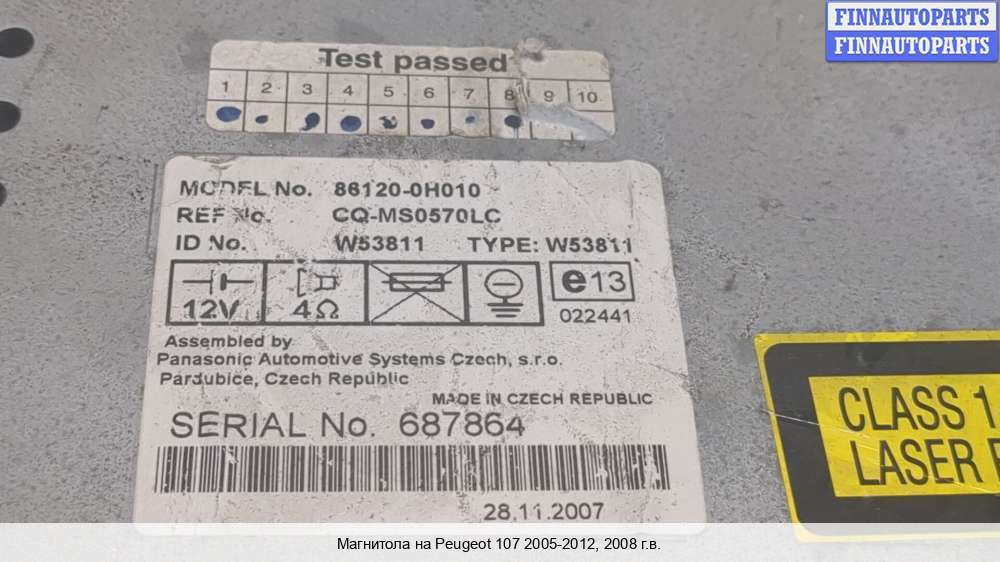 FINNAUTOPARTS
FINNAUTOPARTS
Test passed
1 2 3 4 5 6 7 8 9 10
MODEL No. 86120-0H010
REF No. CQ-MS0570LC
ID No. W53811 TYPE: W53811
12V 4Ω e13
022441
Assembled by
Panasonic Automotive Systems Czech, s.r.o.
Pardubice, Czech Republic
MADE IN CZECH REPUBLIC
SERIAL No. 687864
28.11.2007
CLASS 1
LASER
Магнитола на Peugeot 107 2005-2012, 2008 г.в.